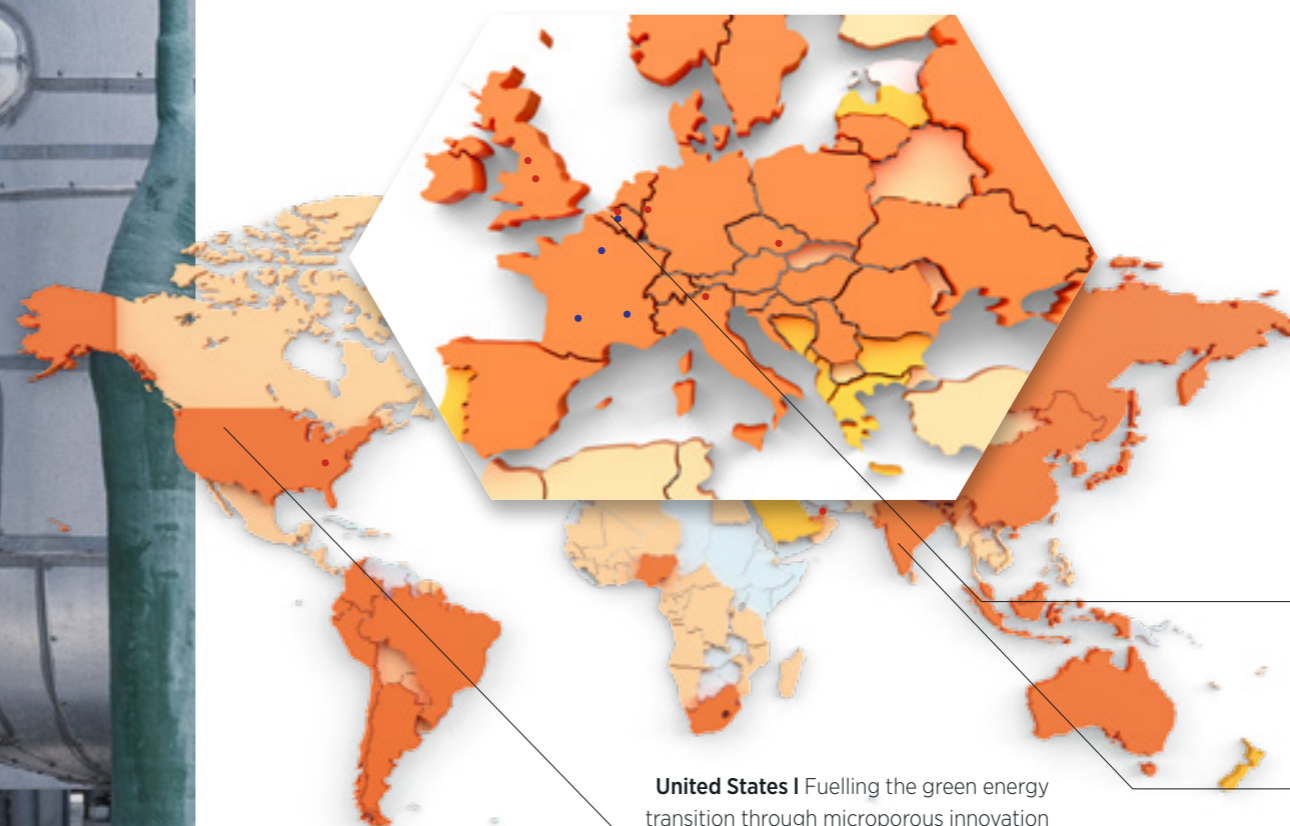 United States I Fuelling the green energy
transition through microporous innovation